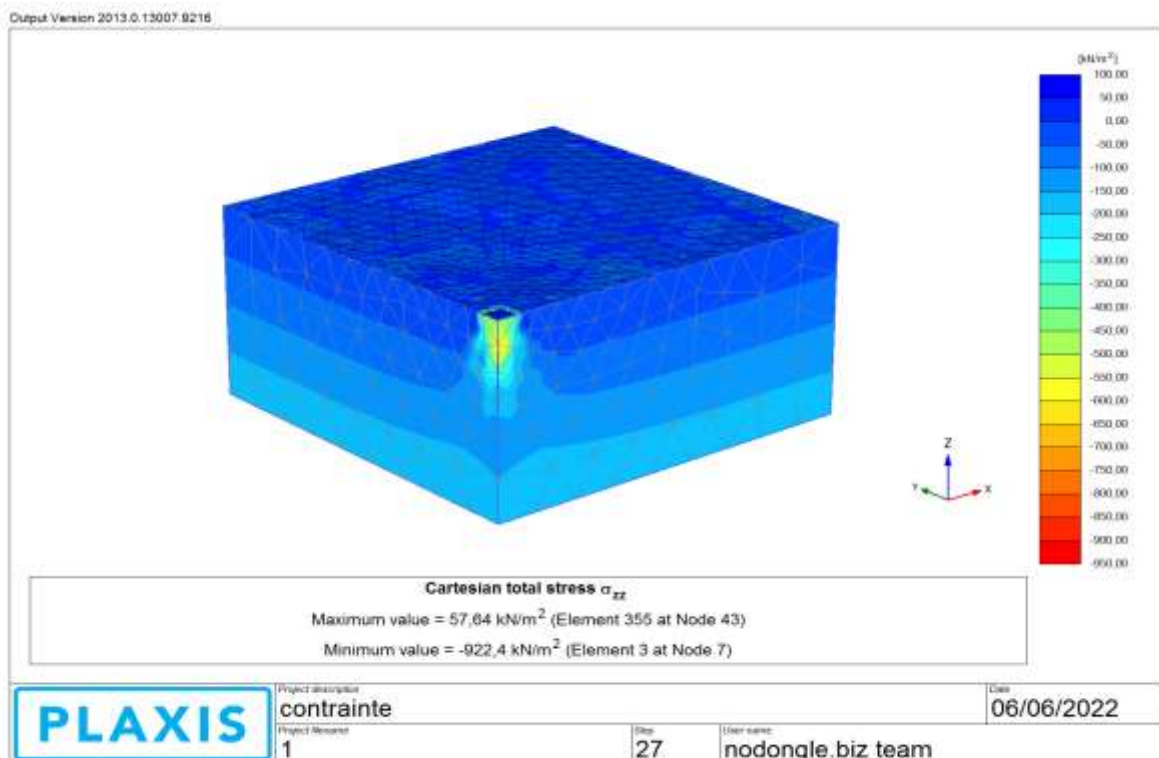 Output Version 2013.0.13007.9216
[kN/m²]
100,00
50,00
0,00
-50,00
-100,00
-150,00
-200,00
-250,00
-300,00
-350,00
-400,00
-450,00
-500,00
-550,00
-600,00
-650,00
-700,00
-750,00
-800,00
-850,00
-900,00
-950,00
Z
Y
X
Cartesian total stress σzz
Maximum value = 57,64 kN/m² (Element 355 at Node 43)
Minimum value = -922,4 kN/m² (Element 3 at Node 7)
PLAXIS
Project description
contrainte
Date
06/06/2022
Project filename
1
Step
27
User name
nodongle.biz team